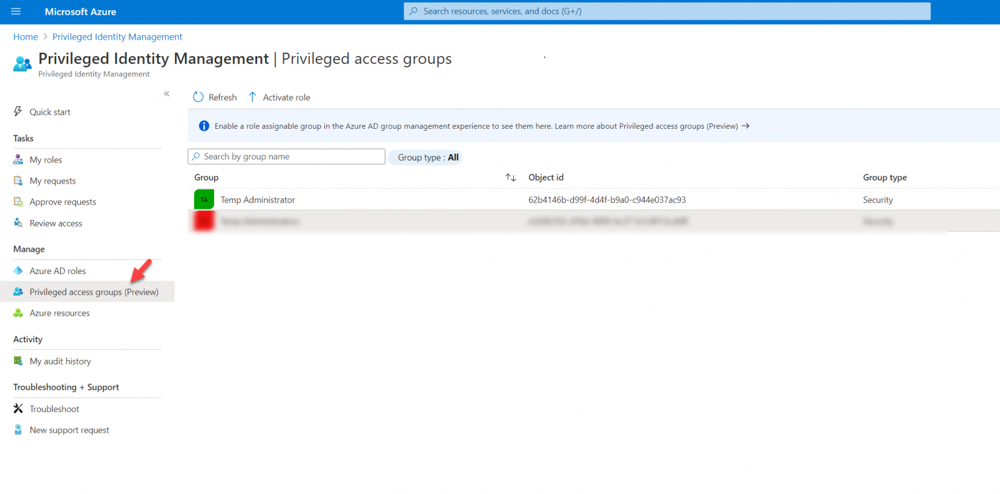 Microsoft Azure
Search resources, services, and docs (G+/)
Home > Privileged Identity Management
Privileged Identity Management | Privileged access groups
Privileged Identity Management
«
Refresh Activate role
Quick start
Tasks
My roles
My requests
Approve requests
Review access
Manage
Azure AD roles
Privileged access groups (Preview)
Azure resources
Activity
My audit history
Troubleshooting + Support
Troubleshoot
New support request
Enable a role assignable group in the Azure AD group management experience to see them here. Learn more about Privileged access groups (Preview) →
Search by group name Group type : All
Group ↑↓ Object id Group type
TA Temp Administrator 62b4146b-d99f-4d4f-b9a0-c944e037ac93 Security